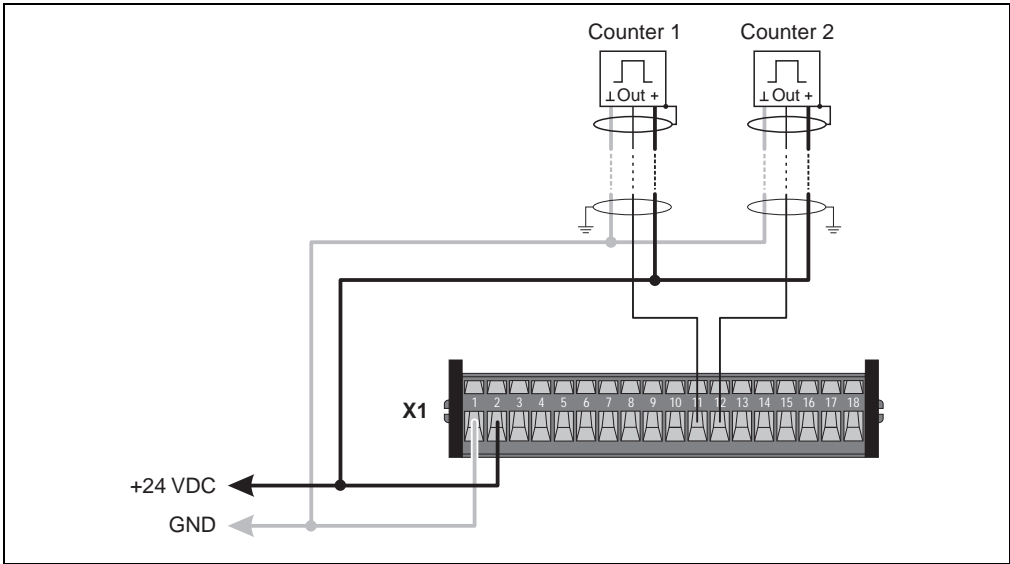 Counter 1
Counter 2
⊥ Out +
⊥ Out +
X1
1 2 3 4 5 6 7 8 9 10 11 12 13 14 15 16 17 18
+24 VDC
GND